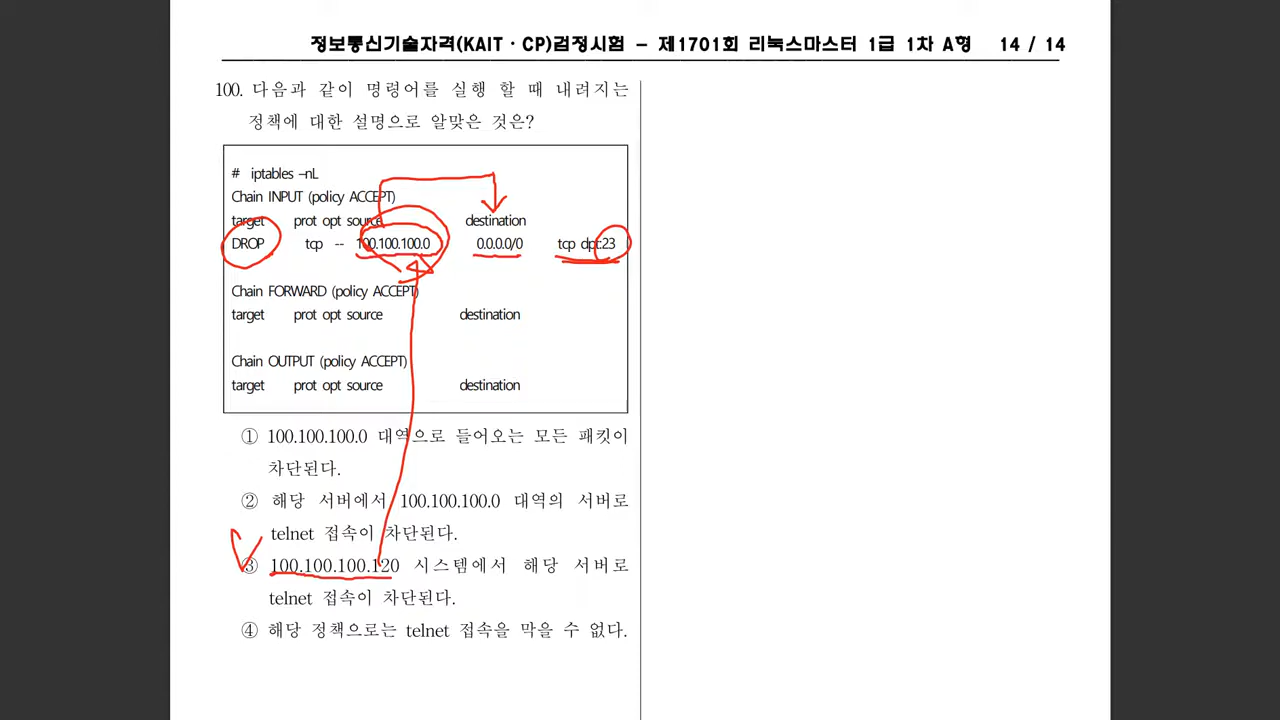 정보통신기술자격(KAIT · CP)검정시험 - 제1701회 리눅스마스터 1급 1차 A형 14 / 14
100. 다음과 같이 명령어를 실행 할 때 내려지는
정책에 대한 설명으로 알맞은 것은?
# iptables -nL
Chain INPUT (policy ACCEPT)
target prot opt source destination
DROP tcp -- 100.100.100.0 0.0.0.0/0 tcp dpt:23
Chain FORWARD (policy ACCEPT)
target prot opt source destination
Chain OUTPUT (policy ACCEPT)
target prot opt source destination
① 100.100.100.0 대역으로 들어오는 모든 패킷이
차단된다.
② 해당 서버에서 100.100.100.0 대역의 서버로
telnet 접속이 차단된다.
③ 100.100.100.120 시스템에서 해당 서버로
telnet 접속이 차단된다.
④ 해당 정책으로는 telnet 접속을 막을 수 없다.